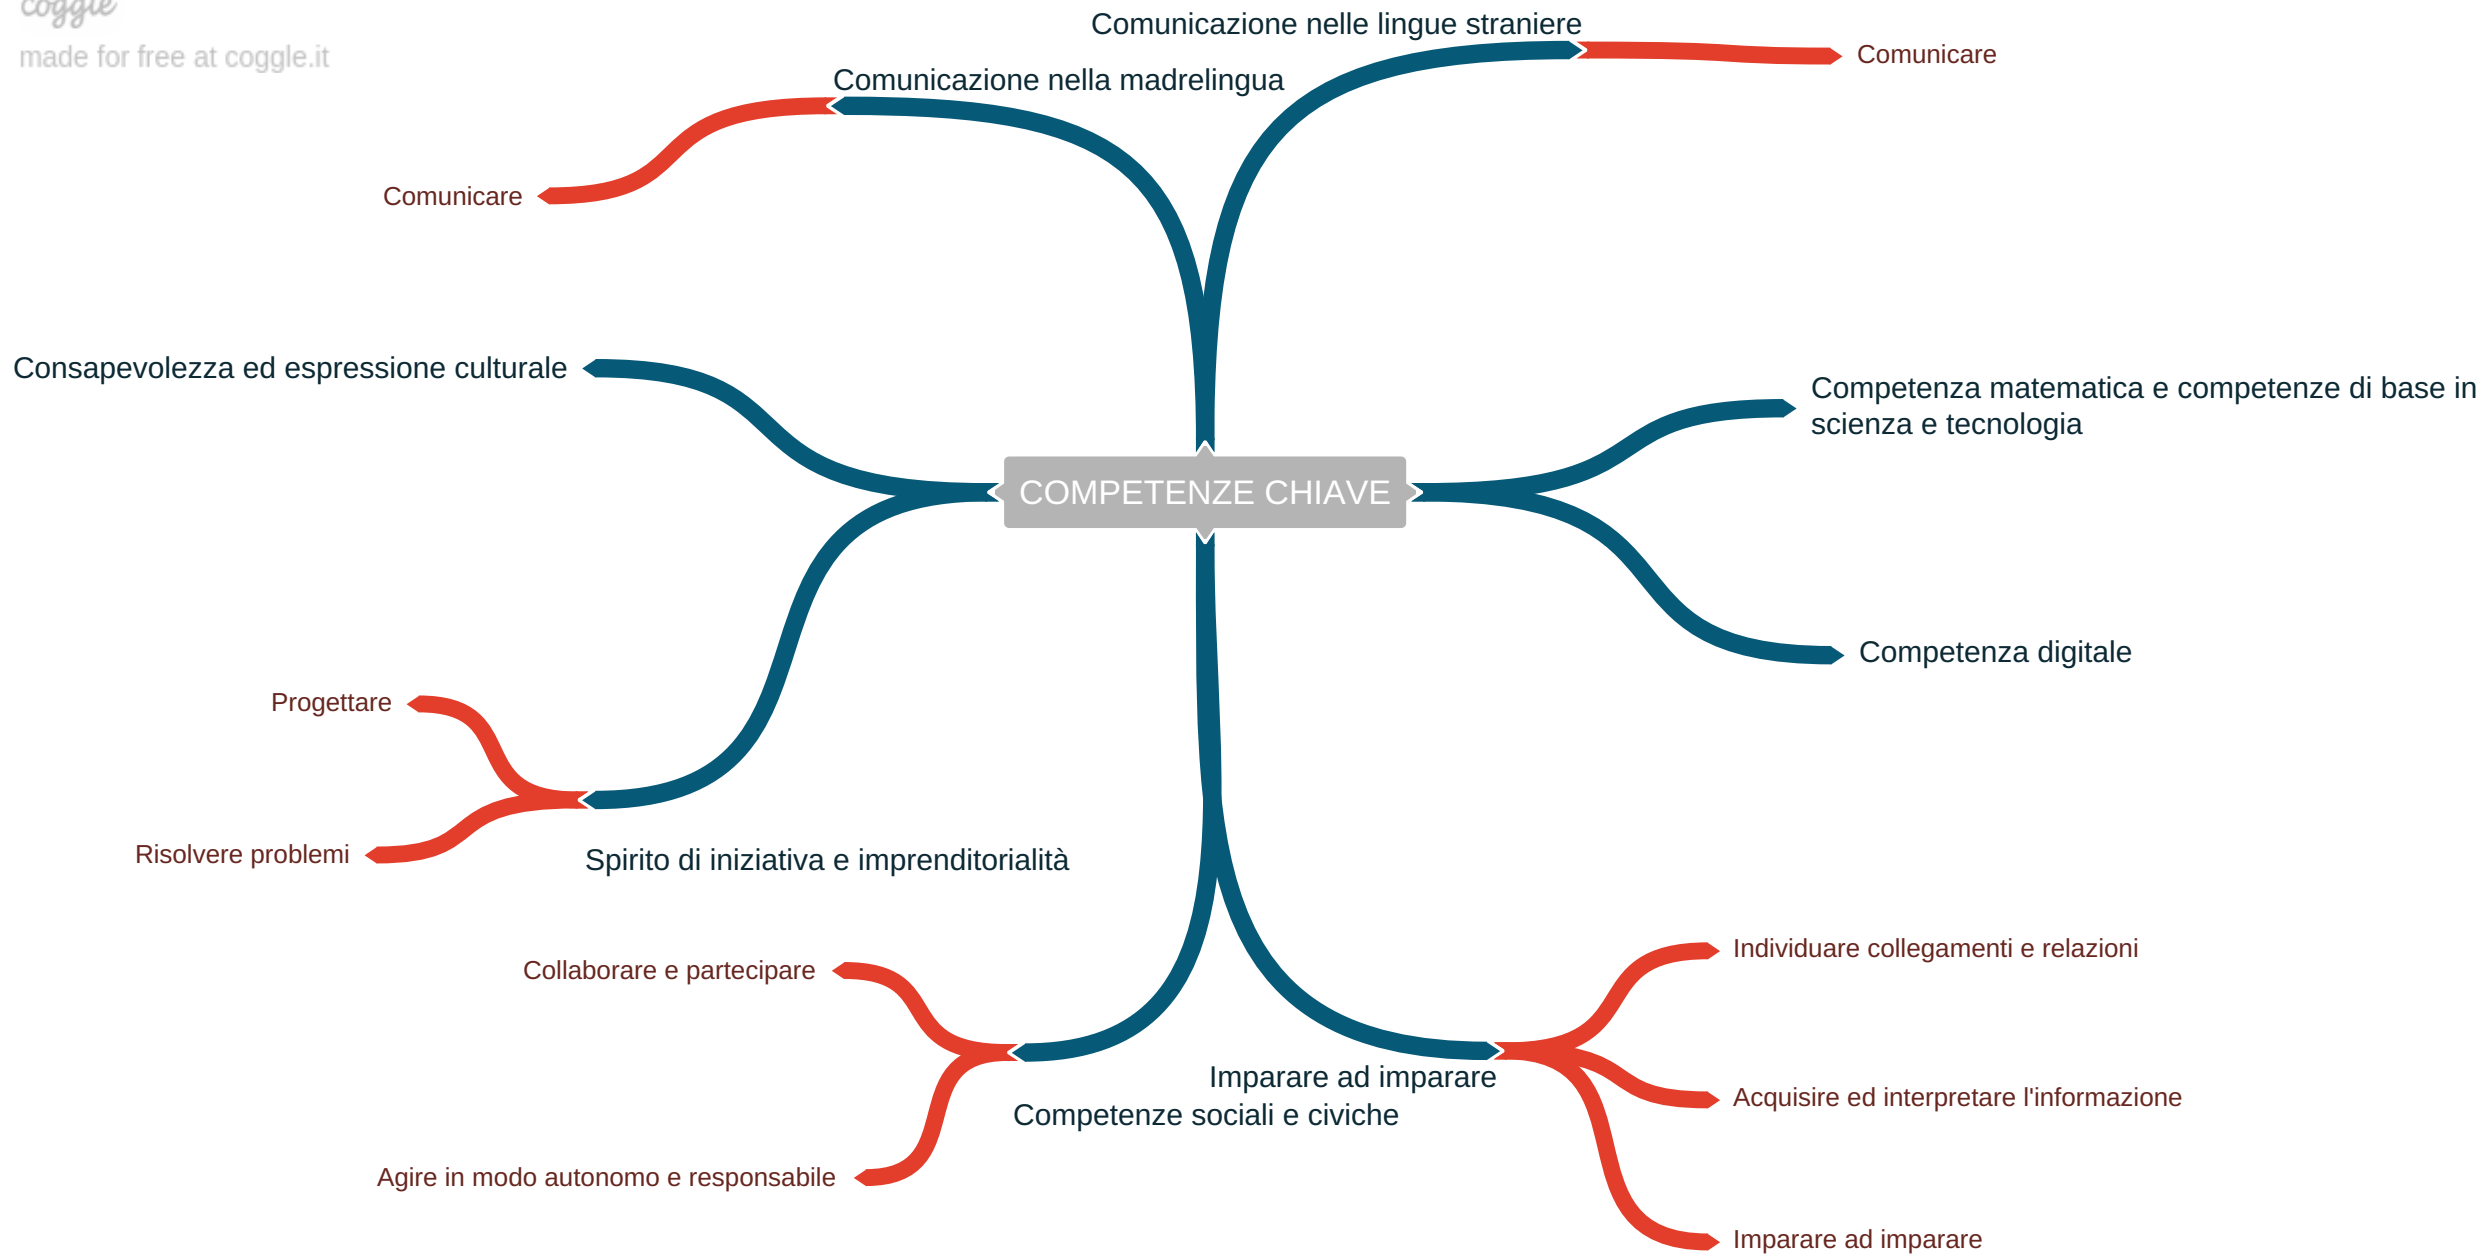 coggle
made for free at coggle.it
Comunicazione nelle lingue straniere
Comunicare
Comunicazione nella madrelingua
Comunicare
Consapevolezza ed espressione culturale
Competenza matematica e competenze di base in
scienza e tecnologia
COMPETENZE CHIAVE
Competenza digitale
Progettare
Risolvere problemi
Spirito di iniziativa e imprenditorialità
Collaborare e partecipare
Individuare collegamenti e relazioni
Imparare ad imparare
Acquisire ed interpretare l'informazione
Competenze sociali e civiche
Agire in modo autonomo e responsabile
Imparare ad imparare